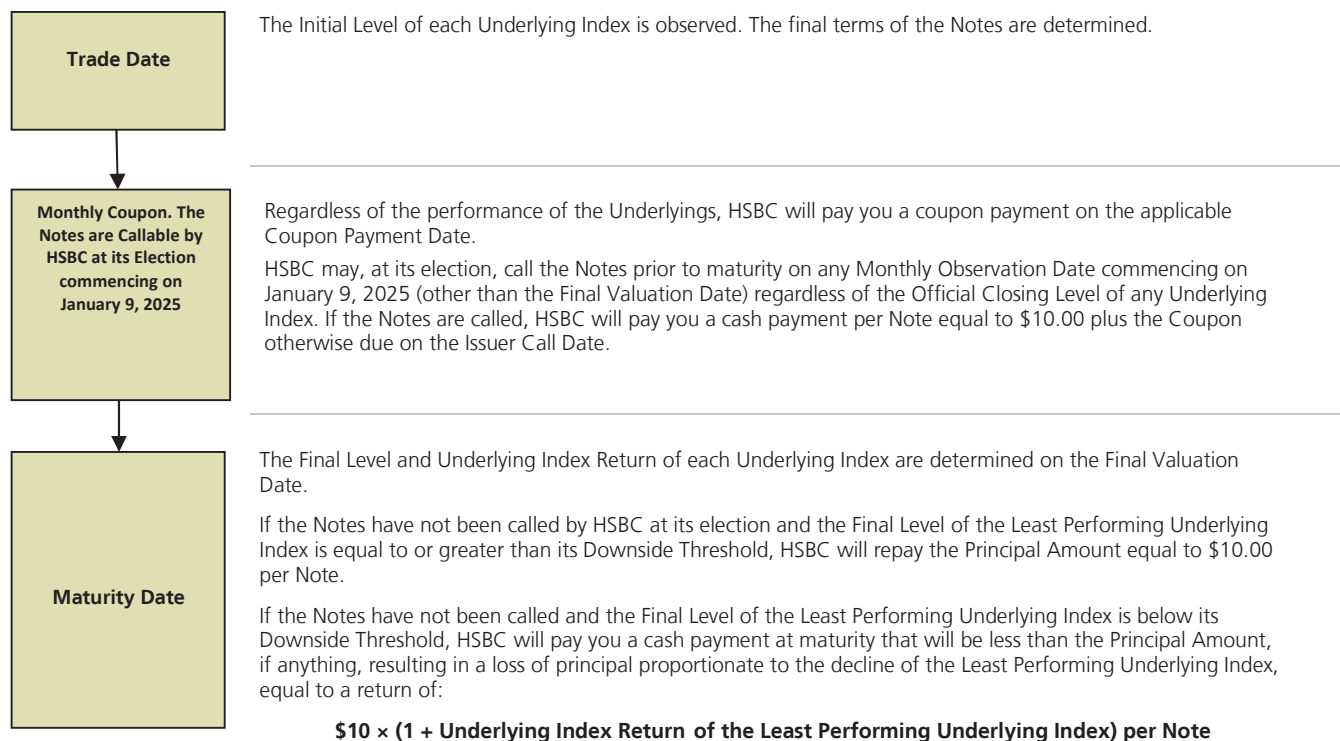 Trade Date
The Initial Level of each Underlying Index is observed. The final terms of the Notes are determined.
Monthly Coupon. The
Notes are Callable by
HSBC at its Election
commencing on
January 9, 2025
Regardless of the performance of the Underlyings, HSBC will pay you a coupon payment on the applicable
Coupon Payment Date.
HSBC may, at its election, call the Notes prior to maturity on any Monthly Observation Date commencing on
January 9, 2025 (other than the Final Valuation Date) regardless of the Official Closing Level of any Underlying
Index. If the Notes are called, HSBC will pay you a cash payment per Note equal to $10.00 plus the Coupon
otherwise due on the Issuer Call Date.
Maturity Date
The Final Level and Underlying Index Return of each Underlying Index are determined on the Final Valuation
Date.
If the Notes have not been called by HSBC at its election and the Final Level of the Least Performing Underlying
Index is equal to or greater than its Downside Threshold, HSBC will repay the Principal Amount equal to $10.00
per Note.
If the Notes have not been called and the Final Level of the Least Performing Underlying Index is below its
Downside Threshold, HSBC will pay you a cash payment at maturity that will be less than the Principal Amount,
if anything, resulting in a loss of principal proportionate to the decline of the Least Performing Underlying Index,
equal to a return of:
$10 × (1 + Underlying Index Return of the Least Performing Underlying Index) per Note